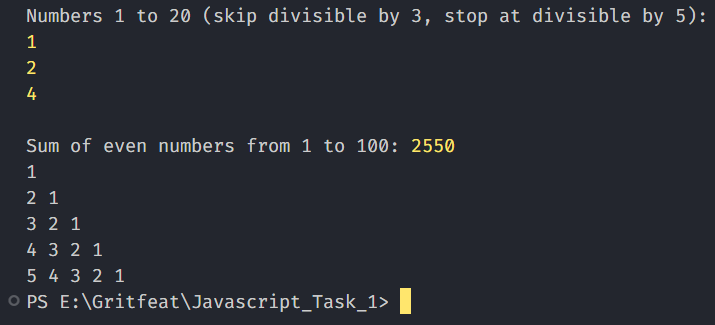 Numbers 1 to 20 (skip divisible by 3, stop at divisible by 5):
1
2
4
Sum of even numbers from 1 to 100: 2550
1
2 1
3 2 1
4 3 2 1
5 4 3 2 1
PS E:\Gritfeat\Javascript_Task_1>